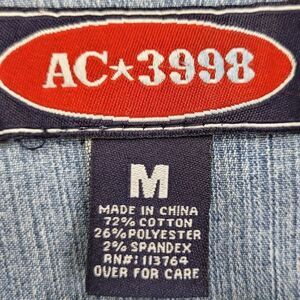 AC★3998
M
MADE IN CHINA
72% COTTON
26% POLYESTER
2% SPANDEX
RN#: 113764
OVER FOR CARE